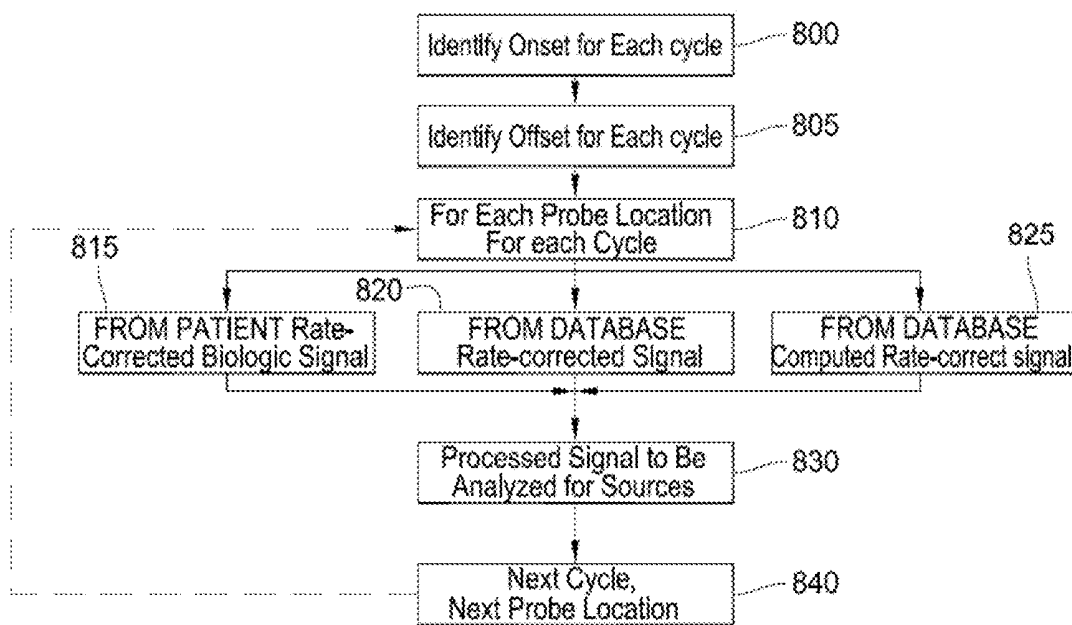 Identify Onset for Each cycle
800
Identify Offset for Each cycle
805
For Each Probe Location
For each Cycle
810
815
820
825
FROM PATIENT Rate-
Corrected Biologic Signal
FROM DATABASE
Rate-corrected SIgnal
FROM DATABASE
Computed Rate-correct signal
Processed Signal to Be
Analyzed for Sources
830
Next Cycle,
Next Probe Location
840